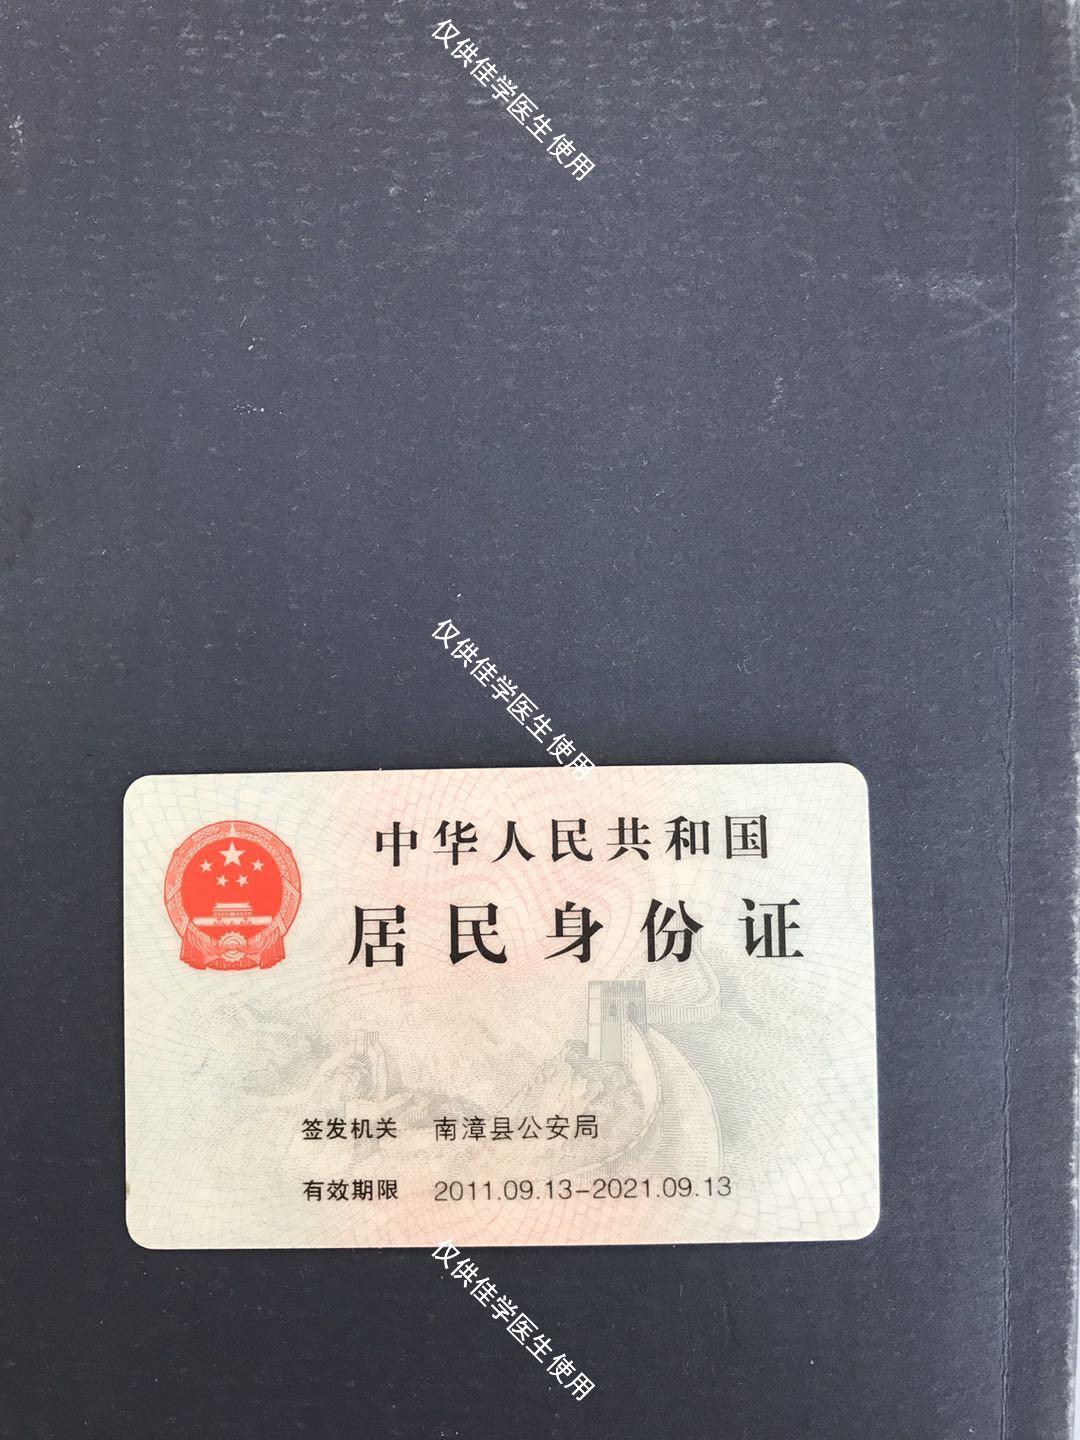 仅供佳学医生使用
仅供佳学医生使用
中华人民共和国
居民身份证
签发机关 南漳县公安局
有效期限 2011.09.13-2021.09.13
仅供佳学医生使用